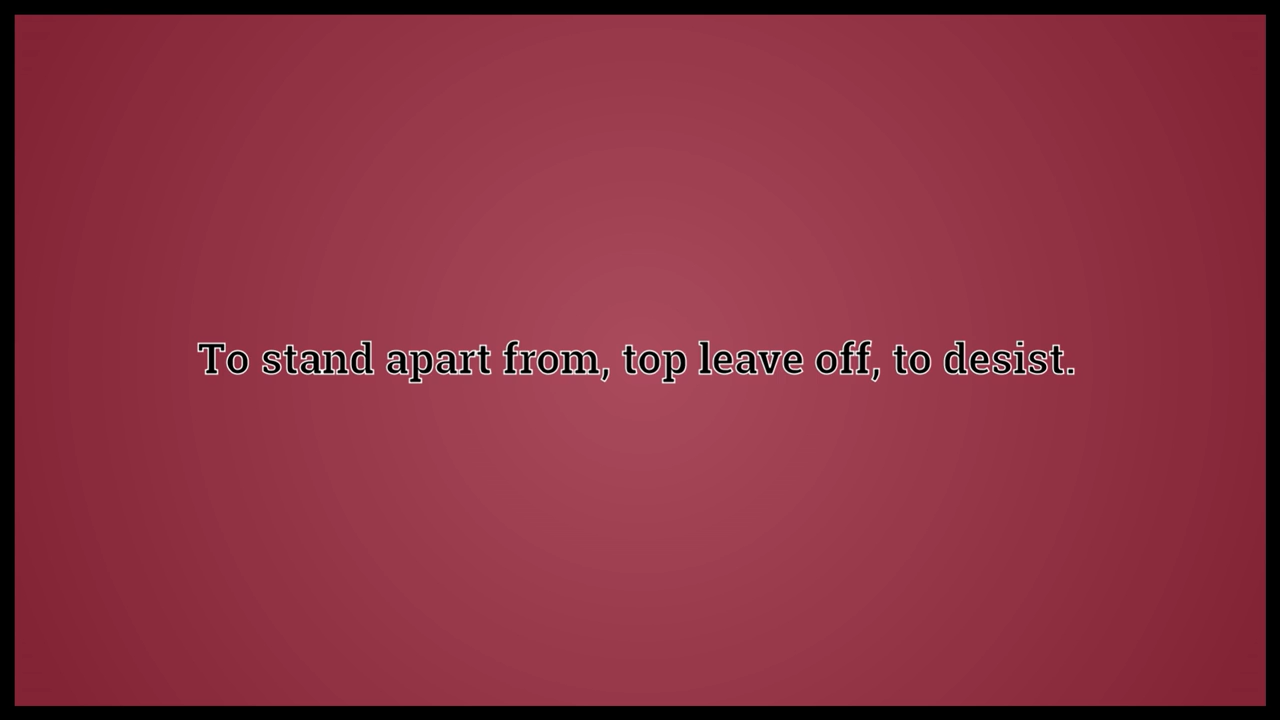 To stand apart from, top leave off, to desist.